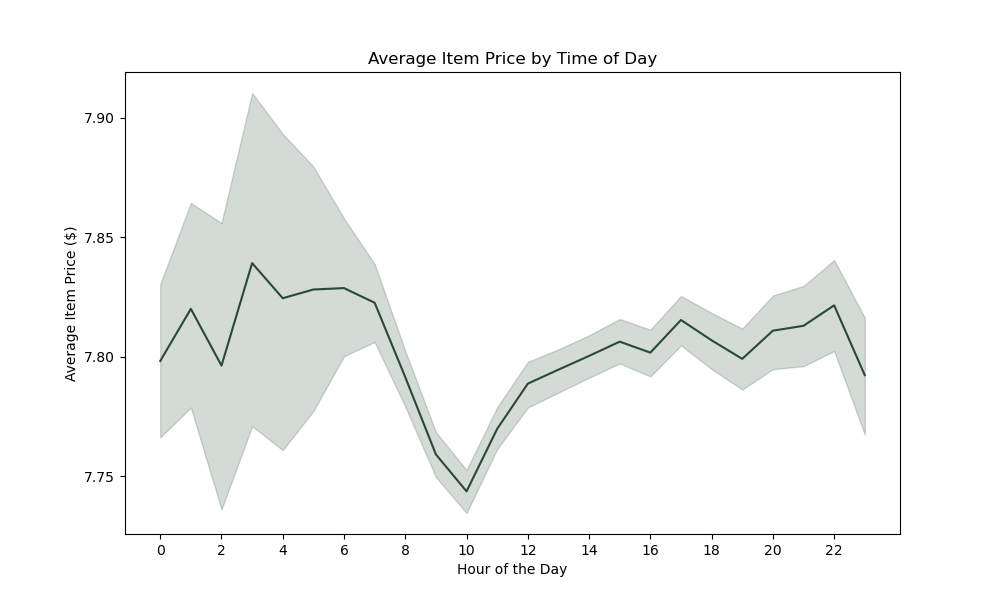 Average Item Price by Time of Day
Average Item Price ($)
7.90
7.85
7.80
7.75
0 2 4 6 8 10 12 14 16 18 20 22
Hour of the Day